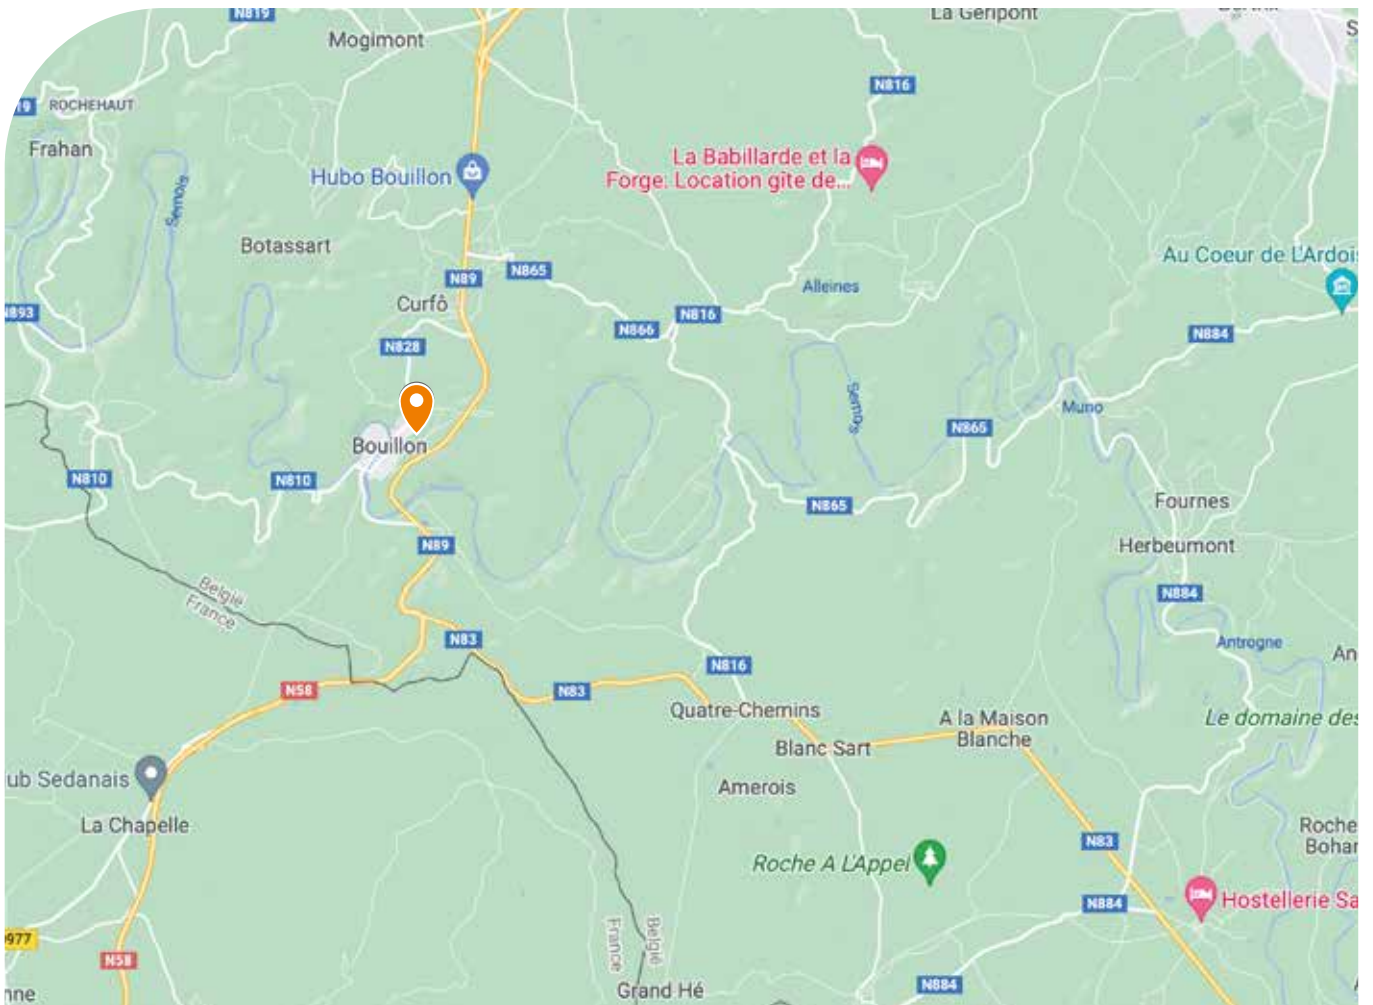 N819
La Géripont
Mogimont
N816
ROCHEHAUT
Frahan
La Babillarde et la
Forge. Location gîte de...
Hubo Bouillon
Semois
Botassart
Au Coeur de L'Ardois
N865
N89
Alleines
Curfô
N893
N816
N866
N884
N828
Semois
Muno
N865
Bouillon
N810
N810
N865
Fournes
N89
Herbeumont
België
France
N884
N83
Antrogne
An
N816
N58
N83
Quatre-Chemins
A la Maison
Blanche
Le domaine des
Blanc Sart
ub Sedanais
Amerois
La Chapelle
Roche
Bohan
N83
Roche A L'Appel
N884
Hostellerie Sa
977
België
France
N58
N884
Grand Hé
nne